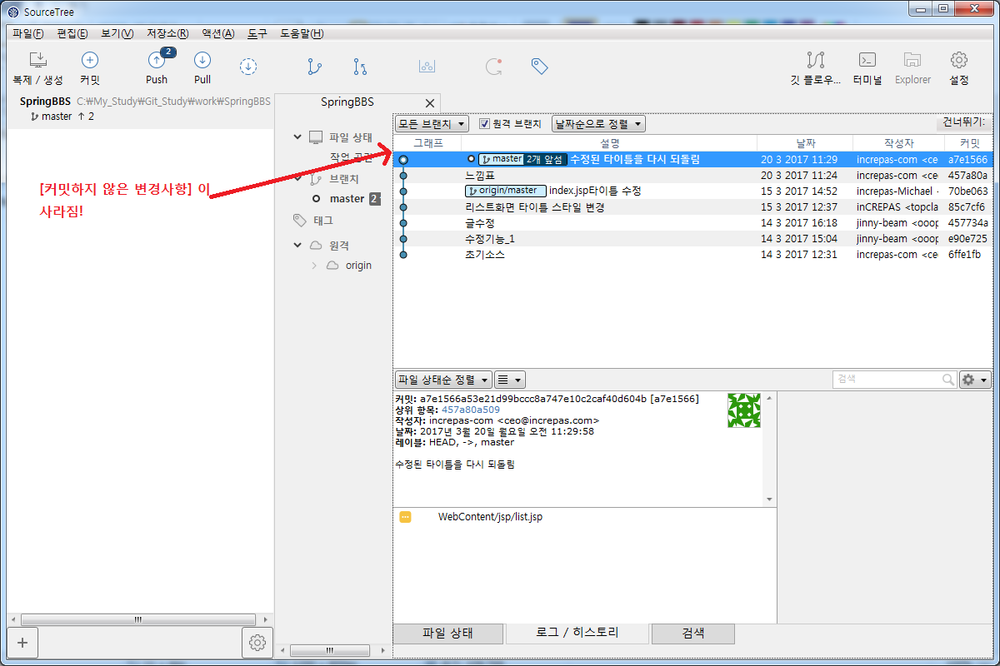 SourceTree
파일(F) 편집(E) 보기(V) 저장소(R) 액션(A) 도구 도움말(H)
2
복제 / 생성 커밋 Push Pull 깃 플로우... 터미널 Explorer 설정
SpringBBS C:₩My_Study₩Git_Study₩work₩SpringBBS
master ↑ 2
SpringBBS
모든 브랜치 원격 브랜치 날짜순으로 정렬 건너뛰기:
파일 상태
작업 공간
브랜치
master 2
태그
원격
origin
[커밋하지 않은 변경사항] 이
사라짐!
그래프 설명 날짜 작성자 커밋
master 2개 앞섬 수정된 타이틀을 다시 되돌림 20 3 2017 11:29 increpas-com <ce a7e1566
느낌표 20 3 2017 11:24 increpas-com <ce 457a80a
origin/master index.jsp타이틀 수정 15 3 2017 14:52 increpas-Michael 70be063
리스트화면 타이틀 스타일 변경 15 3 2017 12:37 inCREPAS <topcla 85c7cf6
글수정 14 3 2017 16:18 jinny-beam <ooop 457734a
수정기능_1 14 3 2017 15:04 jinny-beam <ooop e90e725
초기소스 14 3 2017 12:31 increpas-com <ce 6ffe1fb
파일 상태순 정렬 검색
커밋: a7e1566a53e21d99bccc8a747e10c2caf40d604b [a7e1566]
상위 항목: 457a80a509
작성자: increpas-com <ceo@increpas.com>
날짜: 2017년 3월 20일 월요일 오전 11:29:58
레이블: HEAD, ->, master
수정된 타이틀을 다시 되돌림
WebContent/jsp/list.jsp
파일 상태 로그 / 히스토리 검색